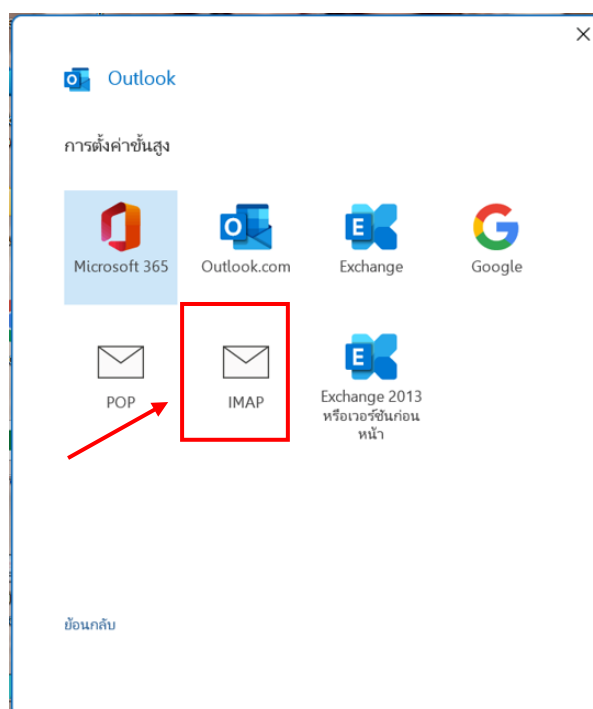 Outlook
การตั้งค่าขั้นสูง
Microsoft 365
Outlook.com
Exchange
Google
POP
IMAP
Exchange 2013
หรือเวอร์ชันก่อน
หน้า
ย้อนกลับ